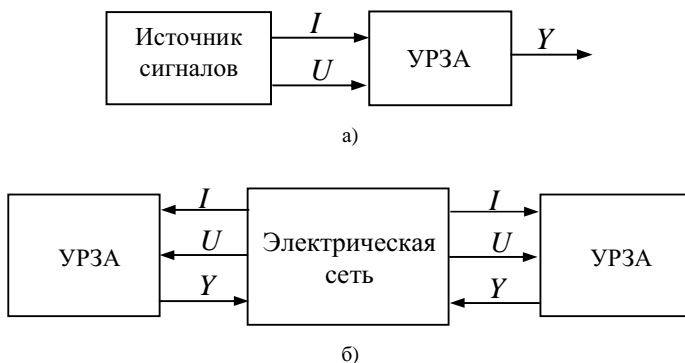 Источник
сигналов
I
U
УРЗА
Y
а)
УРЗА
I
U
Y
Электрическая
сеть
I
U
Y
УРЗА
б)